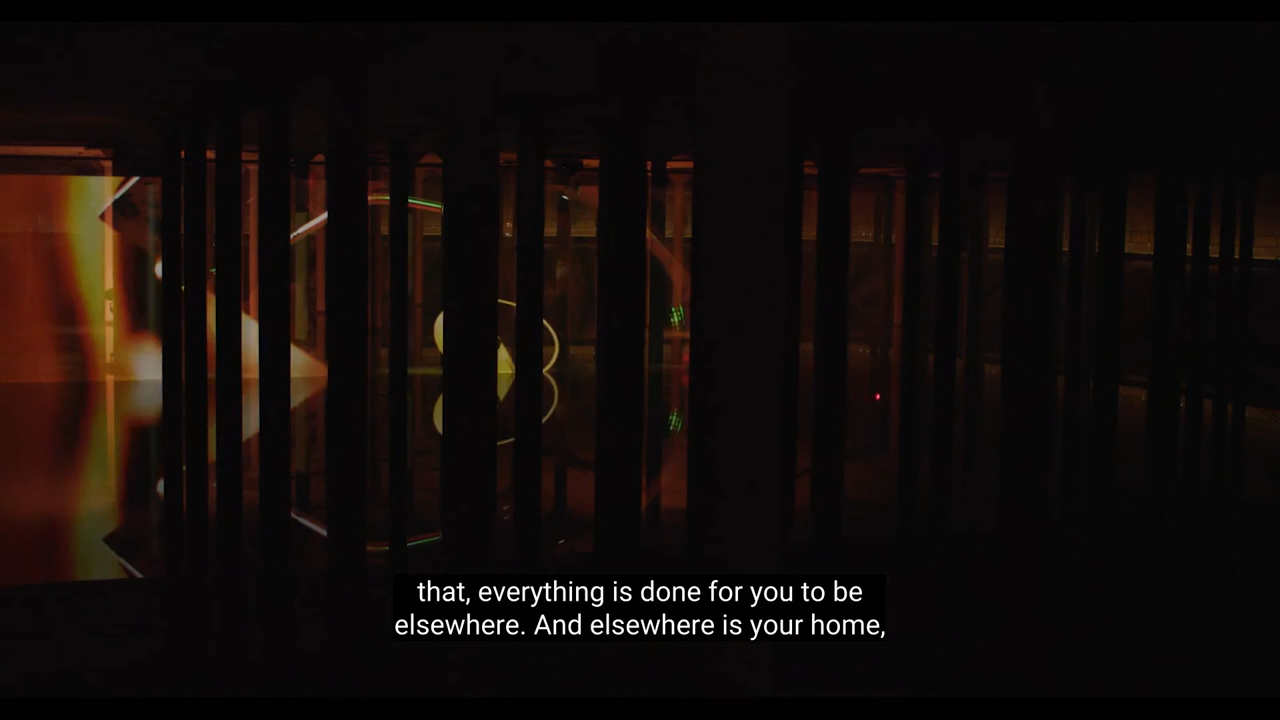 that, everything is done for you to be
elsewhere. And elsewhere is your home,